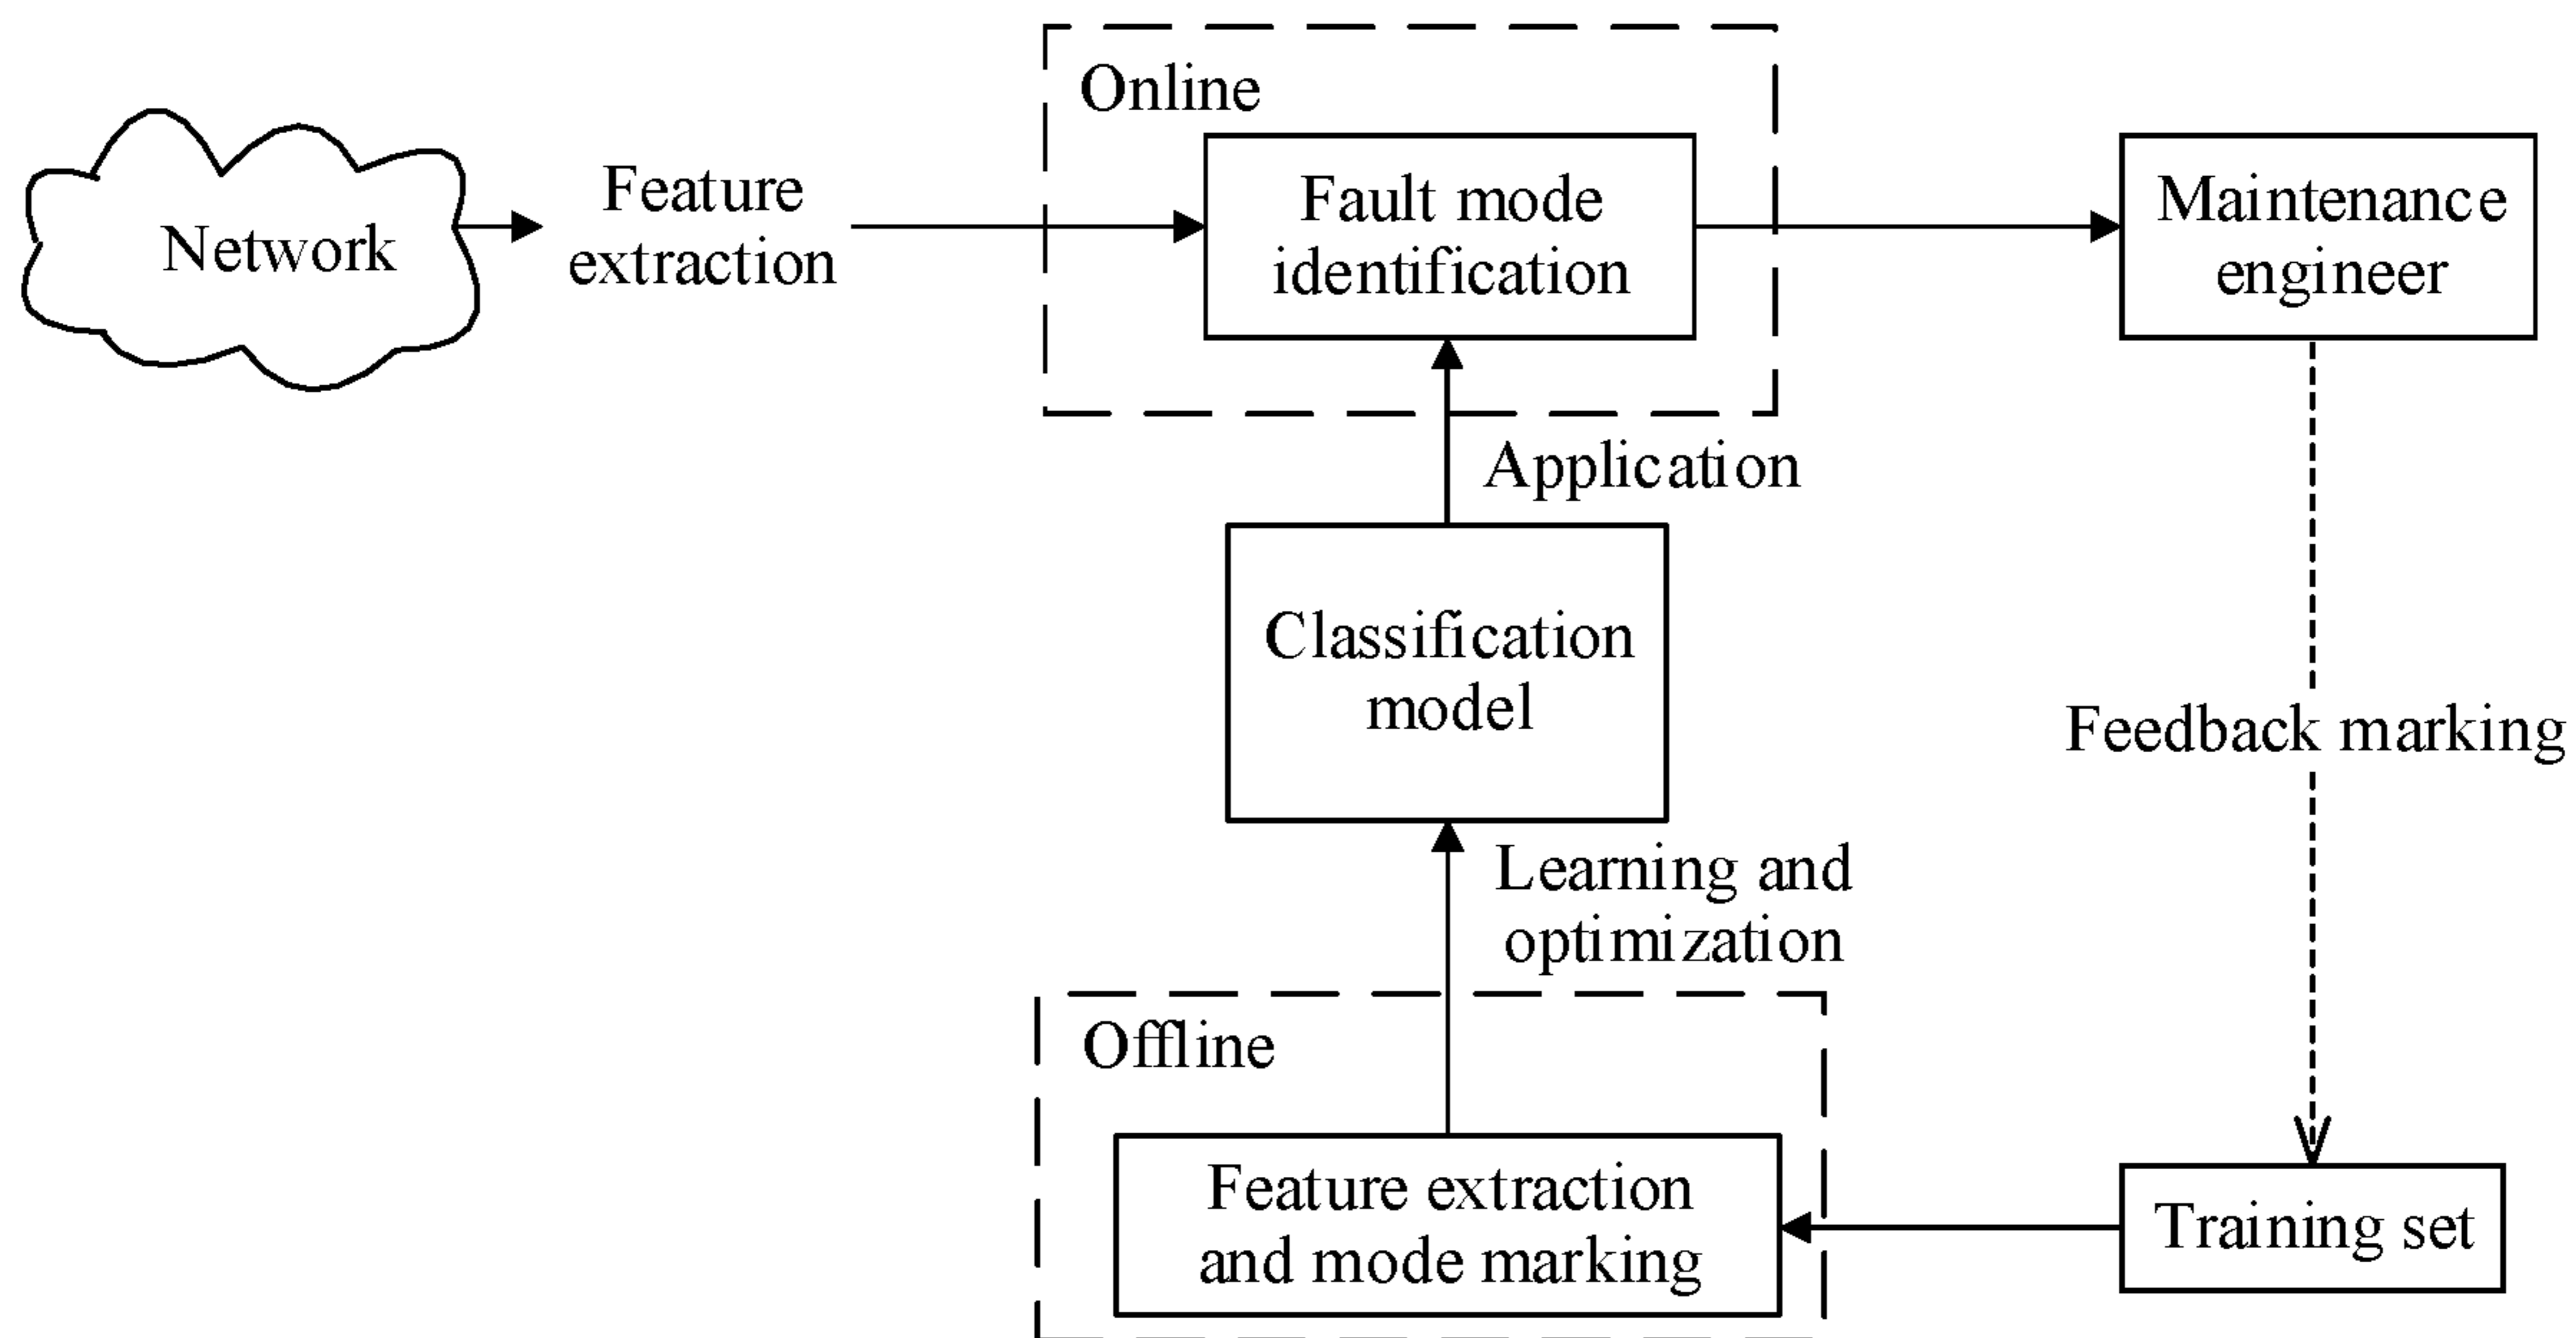 Online
Network
Feature
extraction
Fault mode
identification
Maintenance
engineer
Application
Classification
model
Feedback marking
Learning and
optimization
Offline
Feature extraction
and mode marking
Training set